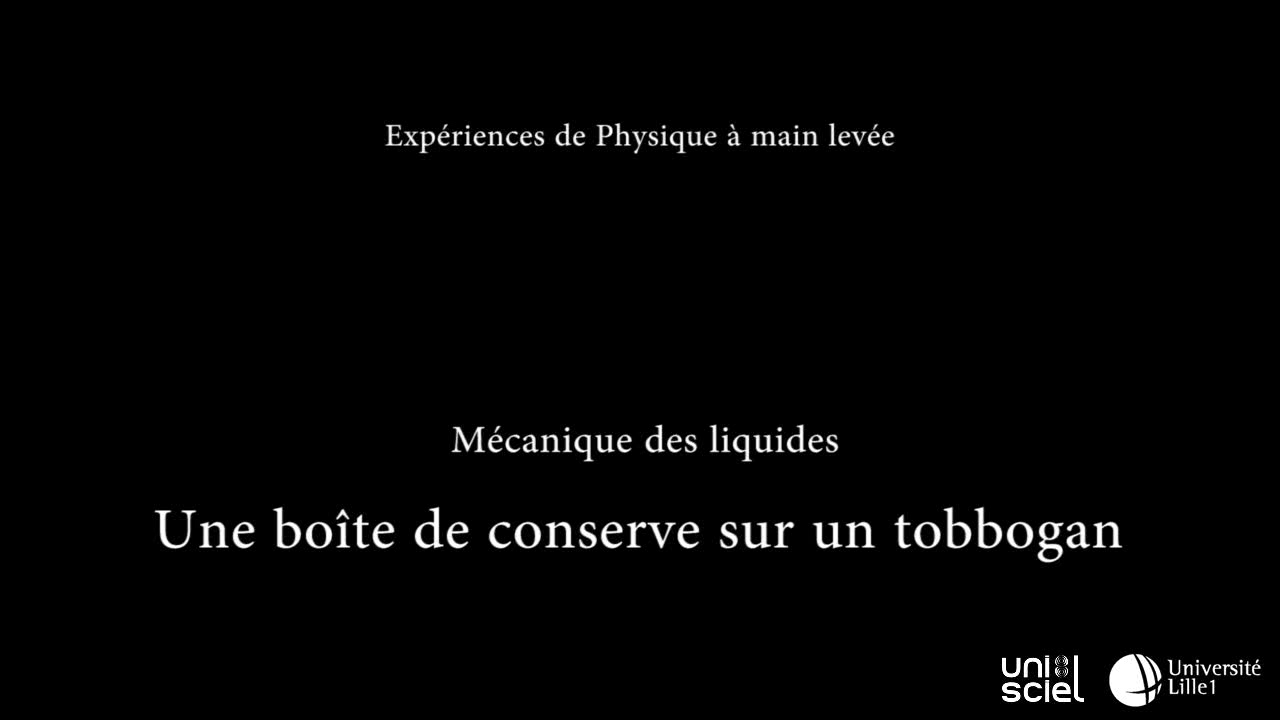 Expériences de Physique à main levée
Mécanique des liquides
Une boîte de conserve sur un tobbogan
uni
sciel
Université
Lille1